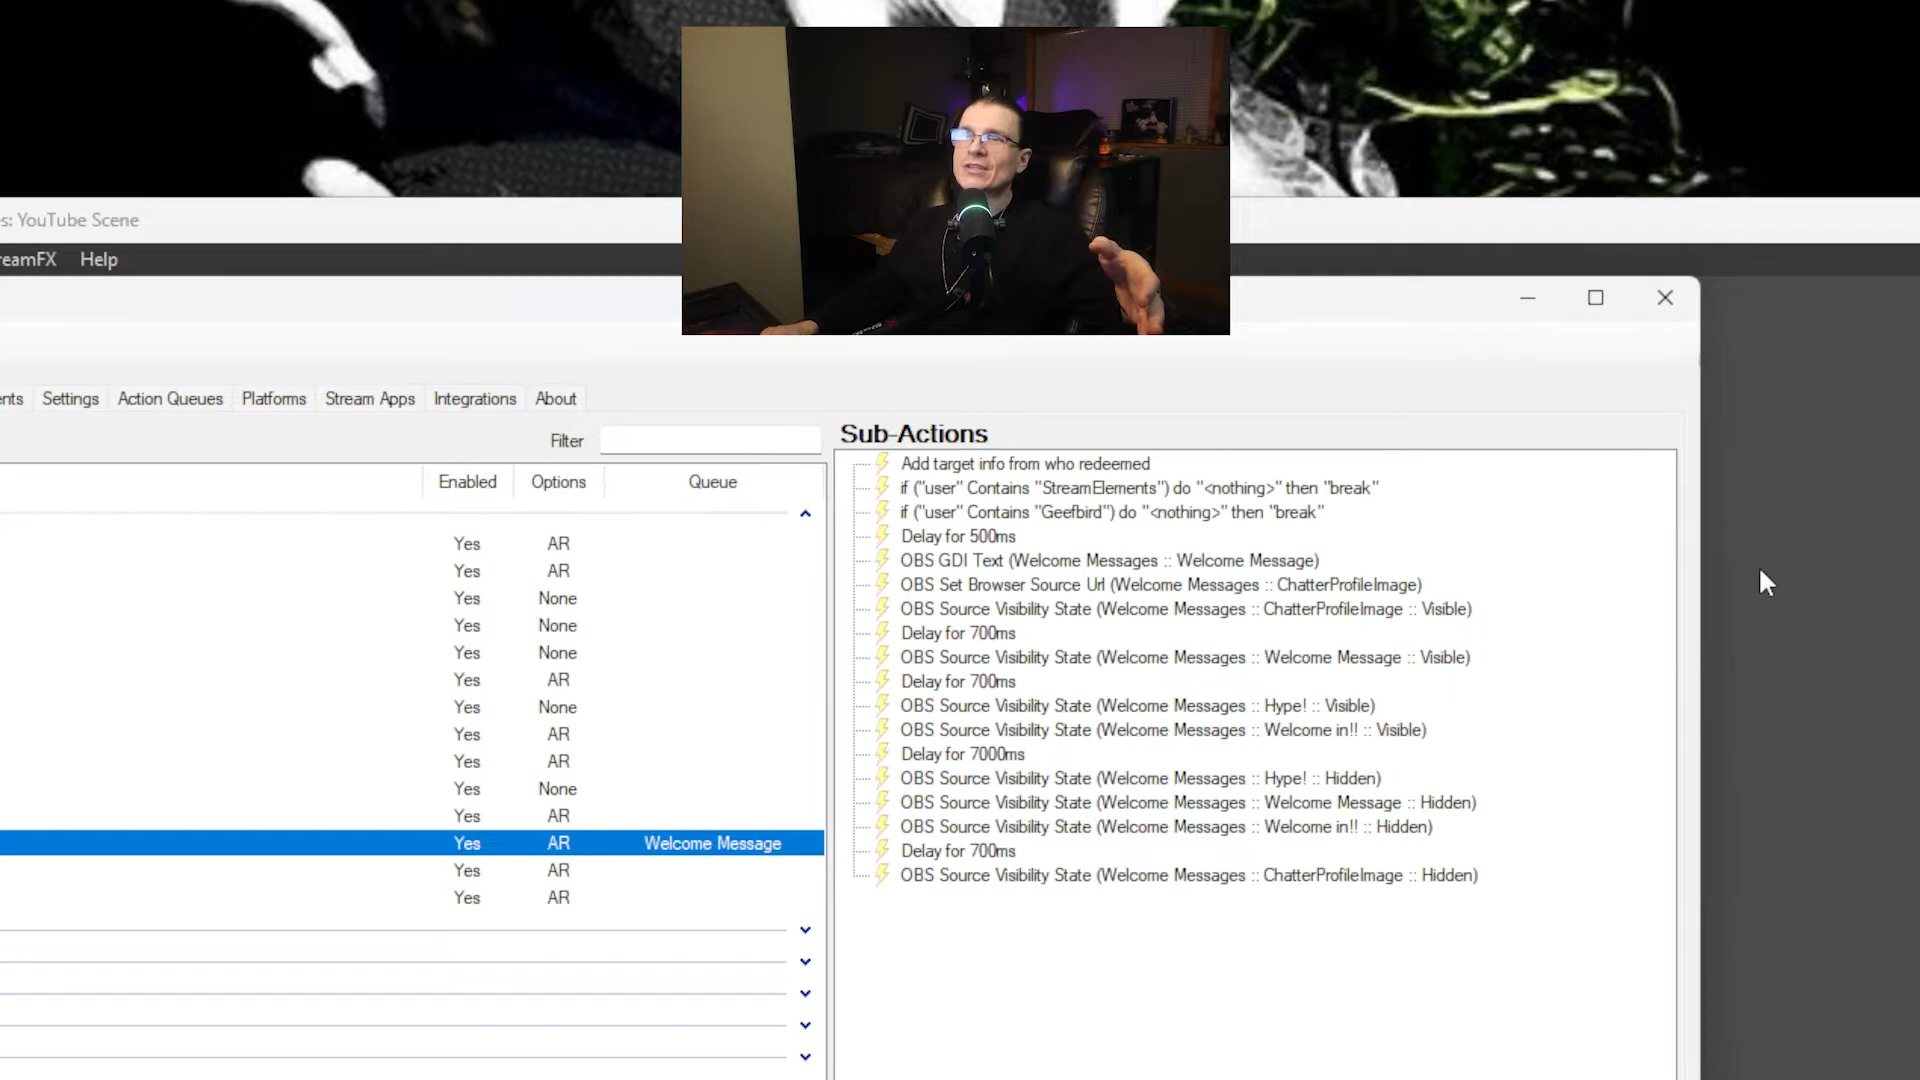 s: YouTube Scene
reamFX Help
nts Settings Action Queues Platforms Stream Apps Integrations About
Filter
Enabled Options Queue
Yes AR
Yes AR
Yes None
Yes None
Yes None
Yes AR
Yes None
Yes AR
Yes AR
Yes None
Yes AR
Yes AR Welcome Message
Yes AR
Yes AR
Sub-Actions
Add target info from who redeemed
if ("user" Contains "StreamElements") do "<nothing>" then "break"
if ("user" Contains "Geefbird") do "<nothing>" then "break"
Delay for 500ms
OBS GDI Text (Welcome Messages :: Welcome Message)
OBS Set Browser Source Url (Welcome Messages :: ChatterProfileImage)
OBS Source Visibility State (Welcome Messages :: ChatterProfileImage :: Visible)
Delay for 700ms
OBS Source Visibility State (Welcome Messages :: Welcome Message :: Visible)
Delay for 700ms
OBS Source Visibility State (Welcome Messages :: Hype! :: Visible)
OBS Source Visibility State (Welcome Messages :: Welcome in!! :: Visible)
Delay for 7000ms
OBS Source Visibility State (Welcome Messages :: Hype! :: Hidden)
OBS Source Visibility State (Welcome Messages :: Welcome Message :: Hidden)
OBS Source Visibility State (Welcome Messages :: Welcome in!! :: Hidden)
Delay for 700ms
OBS Source Visibility State (Welcome Messages :: ChatterProfileImage :: Hidden)